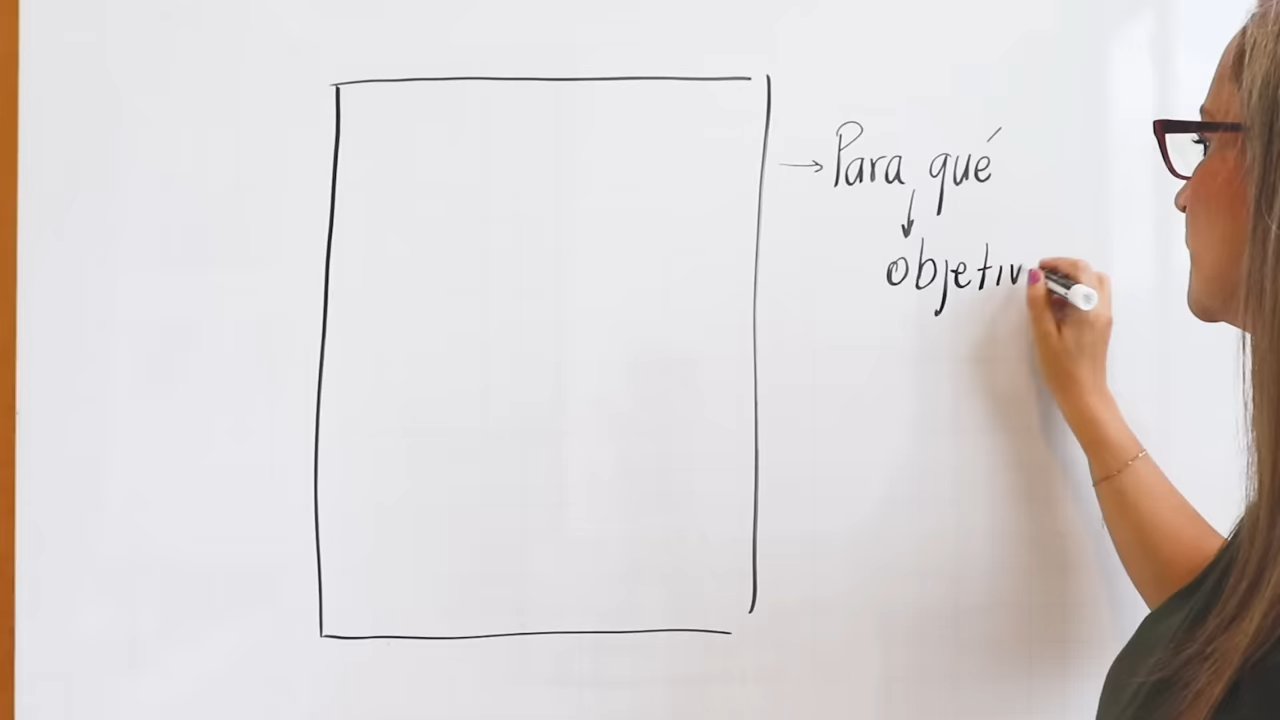 → Para qué
↓
objetiv